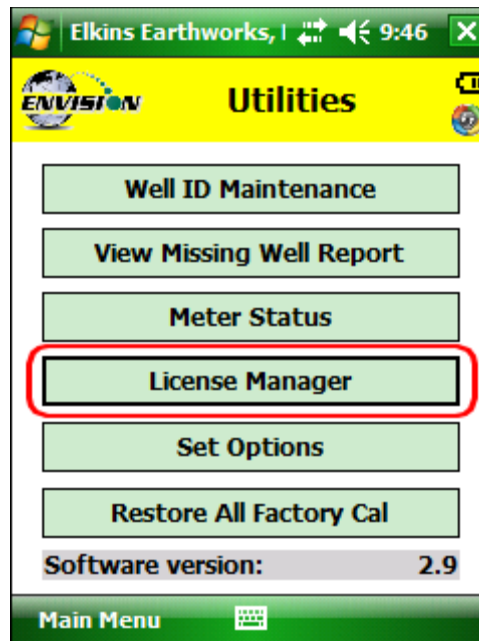 Elkins Earthworks, 9:46
ENVISION Utilities
Well ID Maintenance
View Missing Well Report
Meter Status
License Manager
Set Options
Restore All Factory Cal
Software version: 2.9
Main Menu